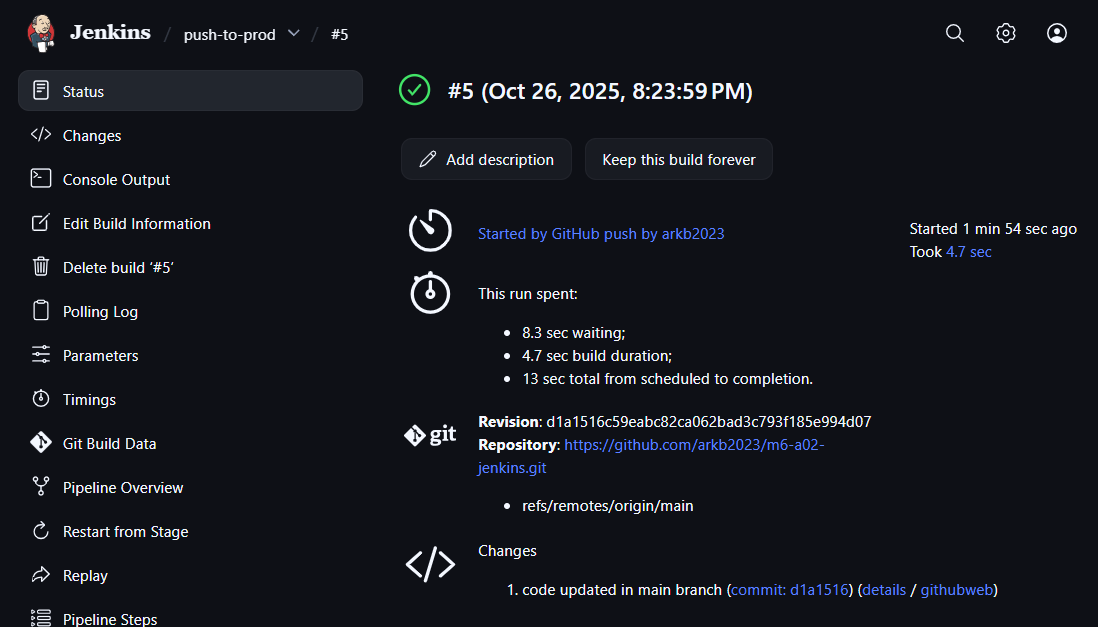 Jenkins / push-to-prod / #5
Status
Changes
Console Output
Edit Build Information
Delete build ‘#5’
Polling Log
Parameters
Timings
Git Build Data
Pipeline Overview
Restart from Stage
Replay
Pipeline Steps
#5 (Oct 26, 2025, 8:23:59 PM)
Add description
Keep this build forever
Started by GitHub push by arkb2023
Started 1 min 54 sec ago
Took 4.7 sec
This run spent:
• 8.3 sec waiting;
• 4.7 sec build duration;
• 13 sec total from scheduled to completion.
git
Revision: d1a1516c59eabc82ca062bad3c793f185e994d07
Repository: https://github.com/arkb2023/m6-a02-
jenkins.git
• refs/remotes/origin/main
Changes
1. code updated in main branch (commit: d1a1516) (details / githubweb)